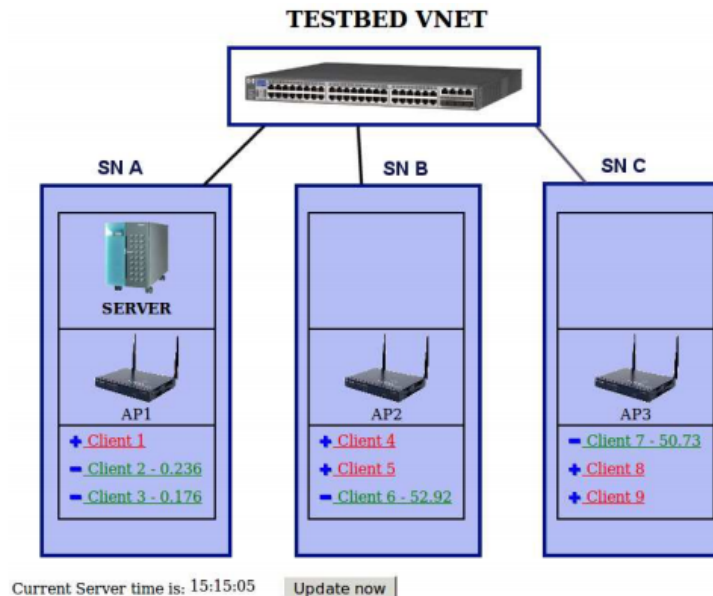 TESTBED VNET
SN A
SN B
SN C
SERVER
AP1
AP2
AP3
+ Client 1
- Client 2 - 0.236
- Client 3 - 0.176
+ Client 4
+ Client 5
- Client 6 - 52.92
- Client 7 - 50.73
+ Client 8
+ Client 9
Current Server time is: 15:15:05
Update now